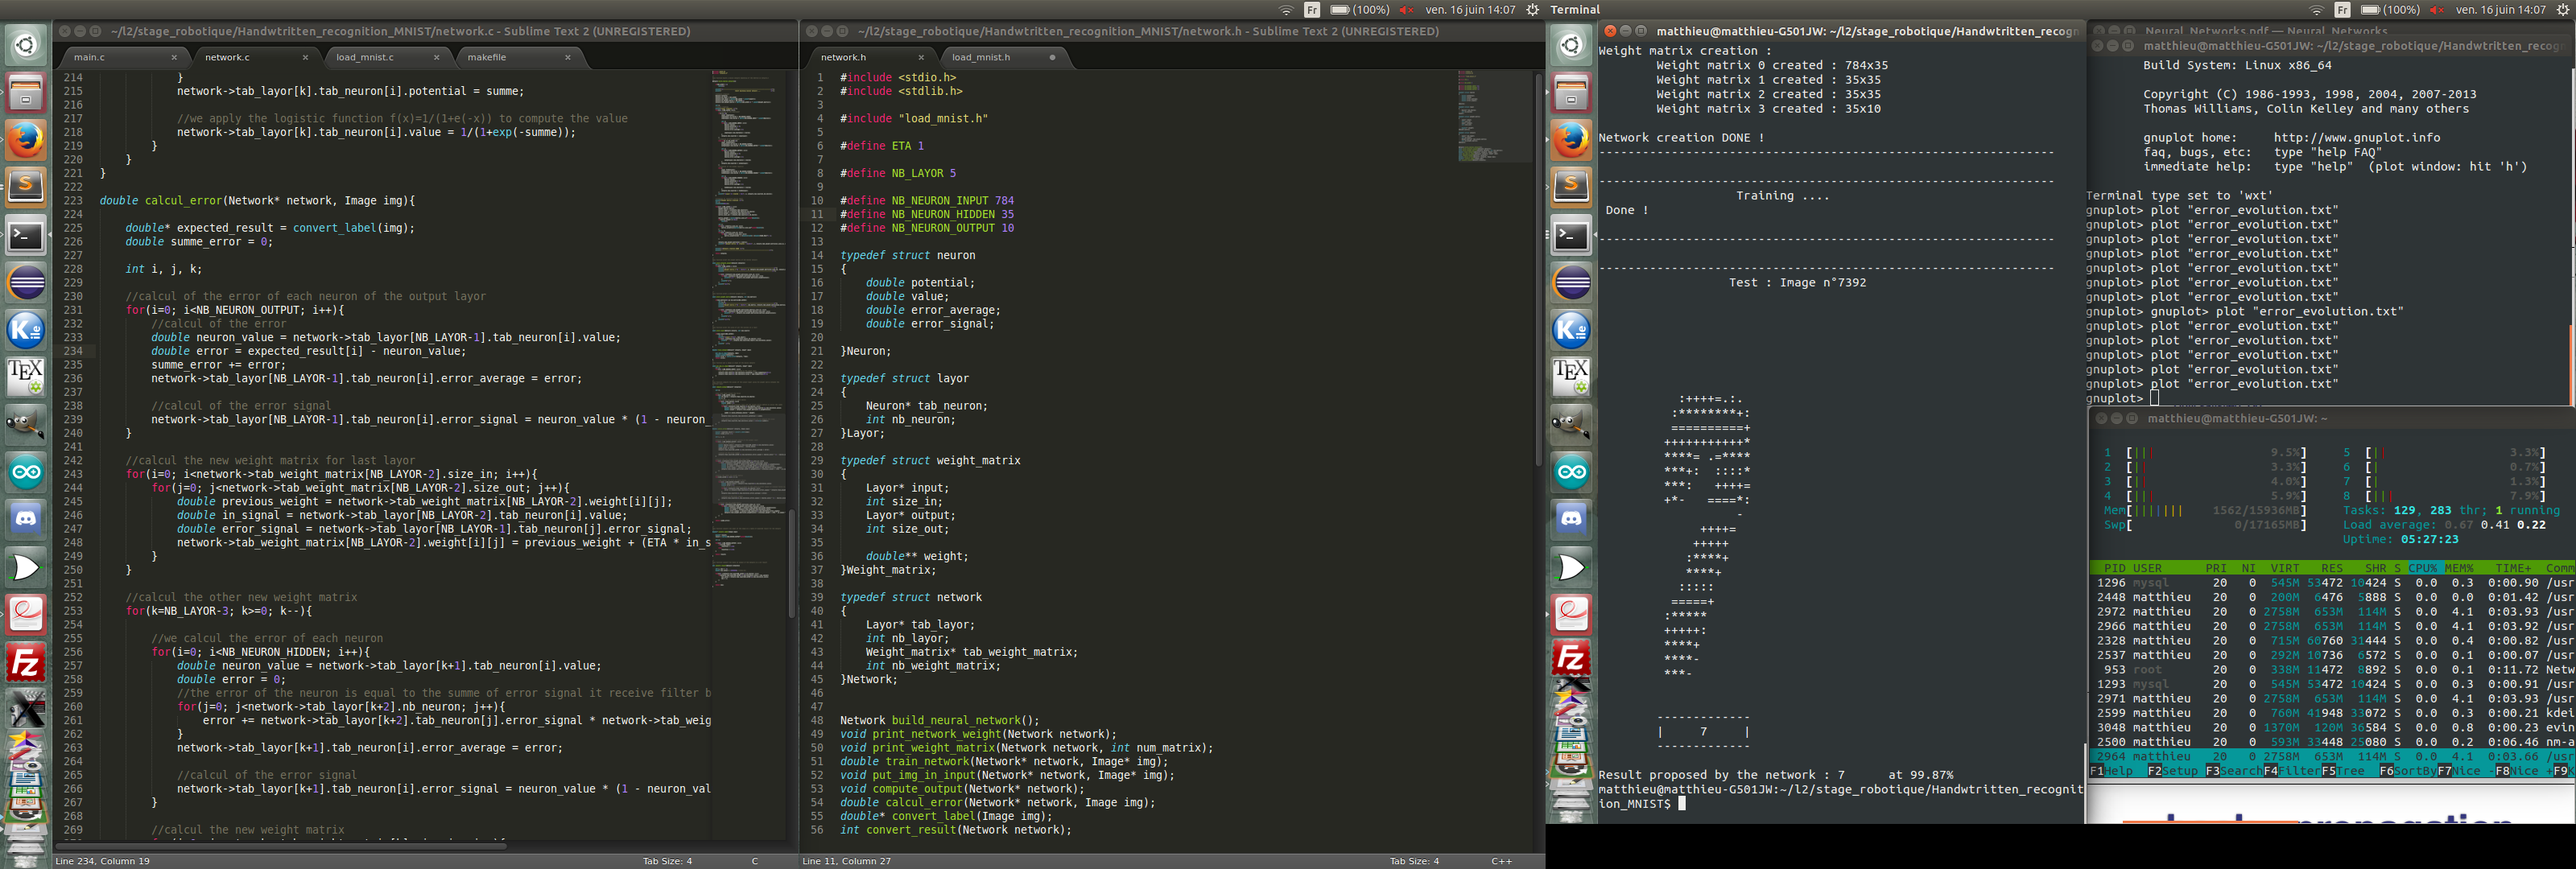 (100%) ven. 16 juin 14:07
Fr
~/l2/stage_robotique/Handwtritten_recognition_MNIST/network.c - Sublime Text 2 (UNREGISTERED)
main.c × network.c × load_mnist.c × makefile ×
214 }
215 network->tab_layor[k].tab_neuron[i].potential = summe;
216
217 //we apply the logistic function f(x)=1/(1+e(-x)) to compute the value
218 network->tab_layor[k].tab_neuron[i].value = 1/(1+exp(-summe));
219 }
220 }
221 }
222
223 double calcul_error(Network* network, Image img){
224
225 double* expected_result = convert_label(img);
226 double summe_error = 0;
227
228 int i, j, k;
229
230 //calcul of the error of each neuron of the output layor
231 for(i=0; i<NB_NEURON_OUTPUT; i++){
232 //calcul of the error
233 double neuron_value = network->tab_layor[NB_LAYOR-1].tab_neuron[i].value;
234 double error = expected_result[i] - neuron_value;
235 summe_error += error;
236 network->tab_layor[NB_LAYOR-1].tab_neuron[i].error_average = error;
237
238 //calcul of the error signal
239 network->tab_layor[NB_LAYOR-1].tab_neuron[i].error_signal = neuron_value * (1 - neuron_
240 }
241
242 //calcul the new weight matrix for last layor
243 for(i=0; i<network->tab_weight_matrix[NB_LAYOR-2].size_in; i++){
244 for(j=0; j<network->tab_weight_matrix[NB_LAYOR-2].size_out; j++){
245 double previous_weight = network->tab_weight_matrix[NB_LAYOR-2].weight[i][j];
246 double in_signal = network->tab_layor[NB_LAYOR-2].tab_neuron[i].value;
247 double error_signal = network->tab_layor[NB_LAYOR-1].tab_neuron[j].error_signal;
248 network->tab_weight_matrix[NB_LAYOR-2].weight[i][j] = previous_weight + (ETA * in_s
249 }
250 }
251
252 //calcul the other new weight matrix
253 for(k=NB_LAYOR-3; k>=0; k--){
254
255 //we calcul the error of each neuron
256 for(i=0; i<NB_NEURON_HIDDEN; i++){
257 double neuron_value = network->tab_layor[k+1].tab_neuron[i].value;
258 double error = 0;
259 //the error of the neuron is equal to the summe of error signal it receive filter b
260 for(j=0; j<network->tab_layor[k+2].nb_neuron; j++){
261 error += network->tab_layor[k+2].tab_neuron[j].error_signal * network->tab_weig
262 }
263 network->tab_layor[k+1].tab_neuron[i].error_average = error;
264
265 //calcul of the error signal
266 network->tab_layor[k+1].tab_neuron[i].error_signal = neuron_value * (1 - neuron_val
267 }
268
269 //calcul the new weight matrix
Line 234, Column 19 Tab Size: 4 C
~/l2/stage_robotique/Handwtritten_recognition_MNIST/network.h - Sublime Text 2 (UNREGISTERED)
network.h × load_mnist.h
1 #include <stdio.h>
2 #include <stdlib.h>
3
4 #include "load_mnist.h"
5
6 #define ETA 1
7
8 #define NB_LAYOR 5
9
10 #define NB_NEURON_INPUT 784
11 #define NB_NEURON_HIDDEN 35
12 #define NB_NEURON_OUTPUT 10
13
14 typedef struct neuron
15 {
16 double potential;
17 double value;
18 double error_average;
19 double error_signal;
20
21 }Neuron;
22
23 typedef struct layor
24 {
25 Neuron* tab_neuron;
26 int nb_neuron;
27 }Layor;
28
29 typedef struct weight_matrix
30 {
31 Layor* input;
32 int size_in;
33 Layor* output;
34 int size_out;
35
36 double** weight;
37 }Weight_matrix;
38
39 typedef struct network
40 {
41 Layor* tab_layor;
42 int nb_layor;
43 Weight_matrix* tab_weight_matrix;
44 int nb_weight_matrix;
45 }Network;
46
47
48 Network build_neural_network();
49 void print_network_weight(Network network);
50 void print_weight_matrix(Network network, int num_matrix);
51 double train_network(Network* network, Image* img);
52 void put_img_in_input(Network* network, Image* img);
53 void compute_output(Network* network);
54 double calcul_error(Network* network, Image img);
55 double* convert_label(Image img);
56 int convert_result(Network network);
Line 11, Column 27 Tab Size: 4 C++
Terminal
Fr (100%) ven. 16 juin 14:07
matthieu@matthieu-G501JW: ~/l2/stage_robotique/Handwtritten_recogn
Weight matrix creation :
Weight matrix 0 created : 784x35
Weight matrix 1 created : 35x35
Weight matrix 2 created : 35x35
Weight matrix 3 created : 35x10
Network creation DONE !
---------------------------------------------------------------
---------------------------------------------------------------
Training ....
Done !
---------------------------------------------------------------
---------------------------------------------------------------
Test : Image n°7392
:++++=.:.
:********+:
==========+
+++++++++++*
****= .=****
***+: ::::*
***: ++++=
+*- ====*:
-
++++=
+++++
:****+
****+
:::::
=====+
:*****
+++++:
****+
****-
***-
-------------
| 7 |
-------------
Result proposed by the network : 7 at 99.87%
matthieu@matthieu-G501JW:~/l2/stage_robotique/Handwtritten_recognit
ion_MNIST$
Neural_Networks.pdf — Neural_Networks
matthieu@matthieu-G501JW: ~/l2/stage_robotique/Handwtritten_recog
Build System: Linux x86_64
Copyright (C) 1986-1993, 1998, 2004, 2007-2013
Thomas Williams, Colin Kelley and many others
gnuplot home: http://www.gnuplot.info
faq, bugs, etc: type "help FAQ"
immediate help: type "help" (plot window: hit 'h')
Terminal type set to 'wxt'
gnuplot> plot "error_evolution.txt"
gnuplot> plot "error_evolution.txt"
gnuplot> plot "error_evolution.txt"
gnuplot> plot "error_evolution.txt"
gnuplot> plot "error_evolution.txt"
gnuplot> plot "error_evolution.txt"
gnuplot> plot "error_evolution.txt"
gnuplot> gnuplot> plot "error_evolution.txt"
gnuplot> plot "error_evolution.txt"
gnuplot> plot "error_evolution.txt"
gnuplot> plot "error_evolution.txt"
gnuplot> plot "error_evolution.txt"
gnuplot> plot "error_evolution.txt"
gnuplot>
matthieu@matthieu-G501JW: ~
1 [|| 9.5%] 5 [| 3.3%]
2 [| 3.3%] 6 [| 0.7%]
3 [| 4.0%] 7 [| 1.3%]
4 [|| 5.9%] 8 [||| 7.9%]
Mem[||||||| 1562/15936MB] Tasks: 129, 283 thr; 1 running
Swp[ 0/17165MB] Load average: 0.67 0.41 0.22
Uptime: 05:27:23
PID USER PRI NI VIRT RES SHR S CPU% MEM% TIME+ Comm
1296 mysql 20 0 545M 53472 10424 S 0.0 0.3 0:00.90 /usr
2448 matthieu 20 0 200M 6476 5888 S 0.0 0.0 0:01.42 /usr
2972 matthieu 20 0 2758M 653M 114M S 0.0 4.1 0:03.93 /usr
2966 matthieu 20 0 2758M 653M 114M S 0.0 4.1 0:03.92 /usr
2328 matthieu 20 0 715M 60760 31444 S 0.0 0.4 0:00.82 /usr
2537 matthieu 20 0 292M 10736 6572 S 0.0 0.1 0:00.07 /usr
953 root 20 0 338M 11472 8892 S 0.0 0.1 0:11.72 Netw
1293 mysql 20 0 545M 53472 10424 S 0.0 0.3 0:00.91 /usr
2971 matthieu 20 0 2758M 653M 114M S 0.0 4.1 0:03.93 /usr
2599 matthieu 20 0 760M 41948 33072 S 0.0 0.3 0:00.21 kdei
3048 matthieu 20 0 1370M 120M 36584 S 0.0 0.8 0:00.23 evin
2500 matthieu 20 0 593M 33448 25080 S 0.0 0.2 0:06.46 nm-a
2964 matthieu 20 0 2758M 653M 114M S 0.0 4.1 0:03.66 /usr
F1Help F2Setup F3SearchF4FilterF5Tree F6SortByF7Nice -F8Nice +F9K